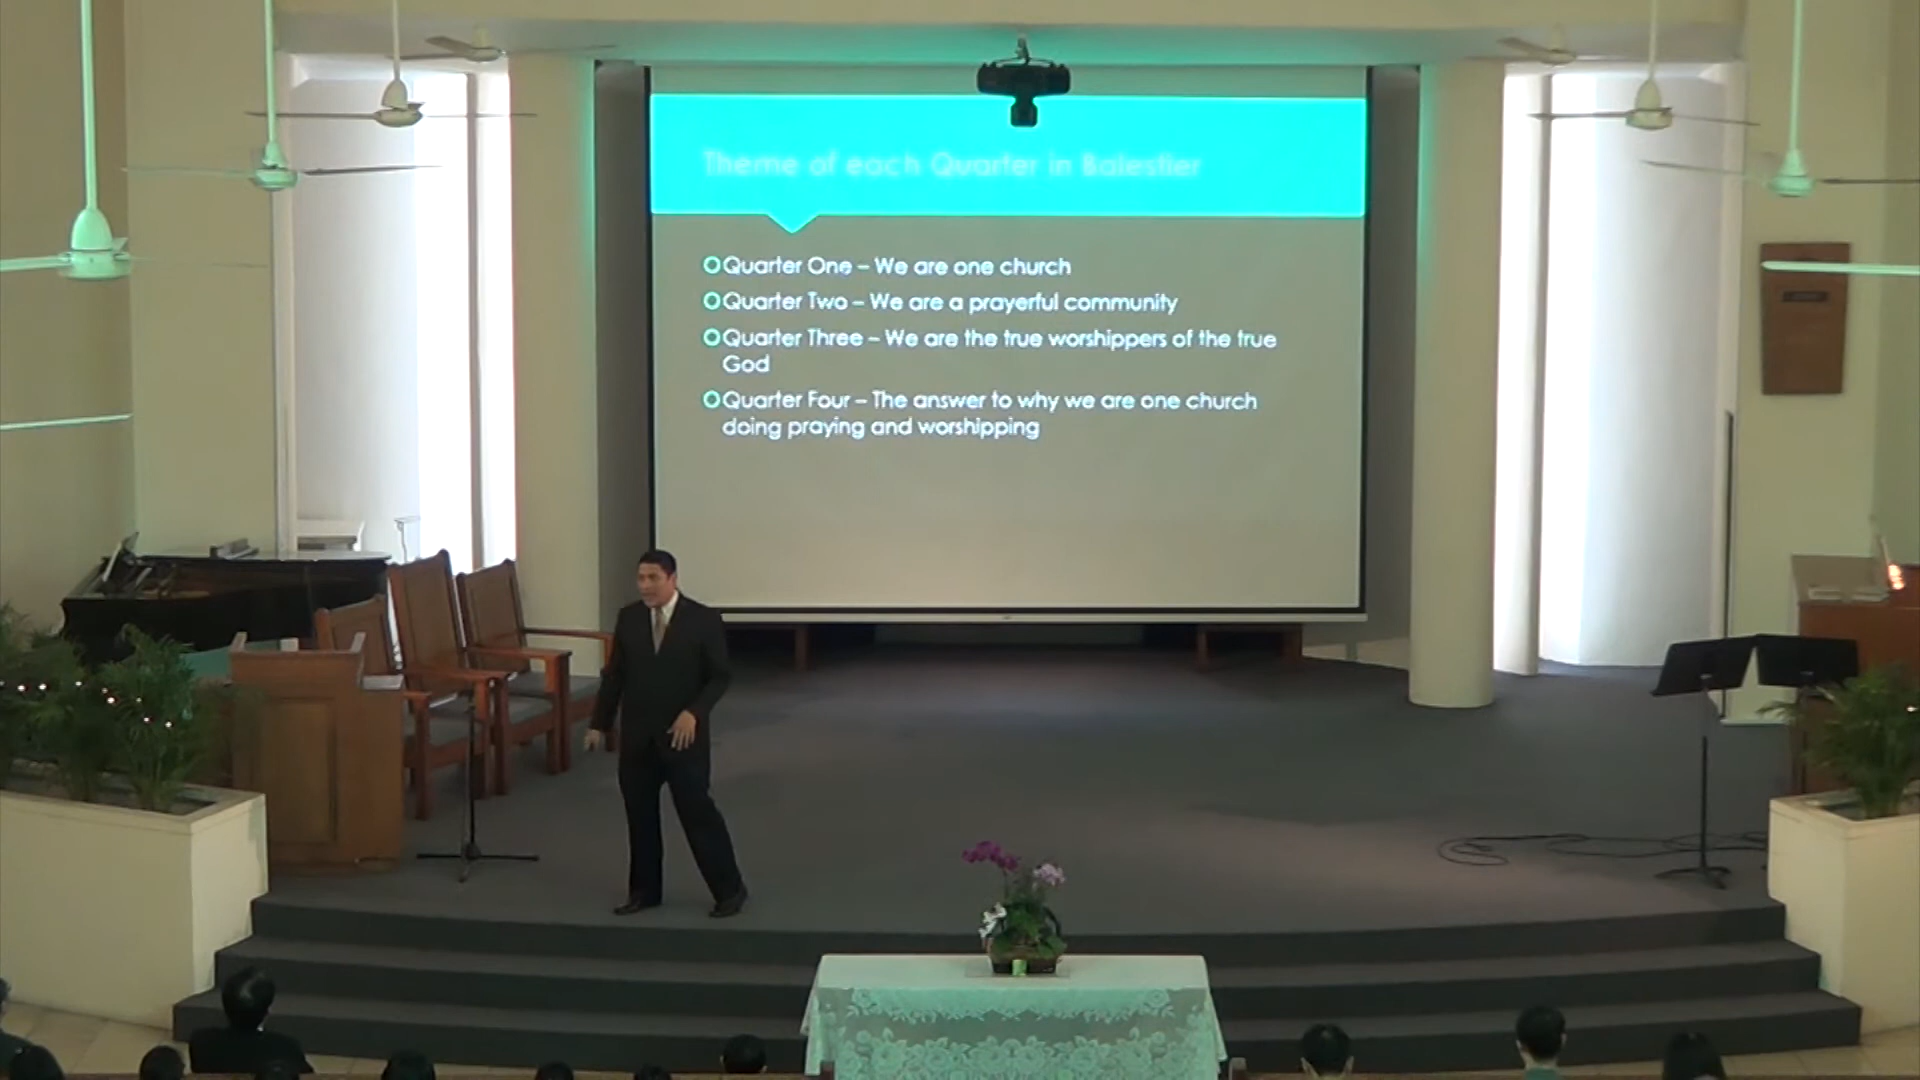 Theme of each Quarter in Balestier
Quarter One – We are one church
Quarter Two – We are a prayerful community
Quarter Three – We are the true worshippers of the true
God
Quarter Four – The answer to why we are one church
doing praying and worshipping